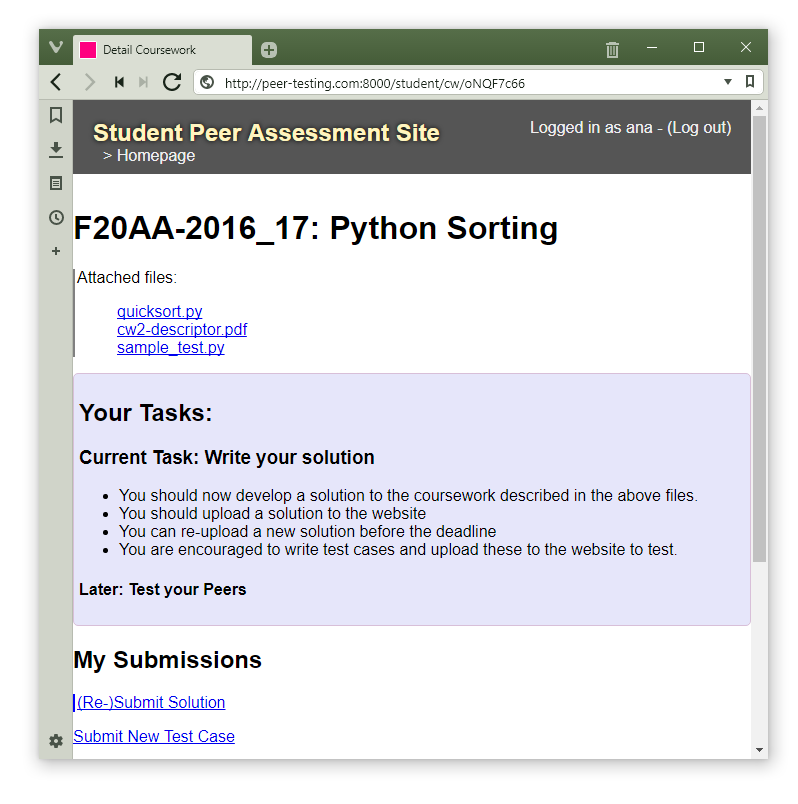 Detail Coursework
http://peer-testing.com:8000/student/cw/oNQF7c66
Student Peer Assessment Site
Logged in as ana - (Log out)
> Homepage
F20AA-2016_17: Python Sorting
Attached files:
quicksort.py
cw2-descriptor.pdf
sample_test.py
Your Tasks:
Current Task: Write your solution
• You should now develop a solution to the coursework described in the above files.
• You should upload a solution to the website
• You can re-upload a new solution before the deadline
• You are encouraged to write test cases and upload these to the website to test.
Later: Test your Peers
My Submissions
(Re-)Submit Solution
Submit New Test Case